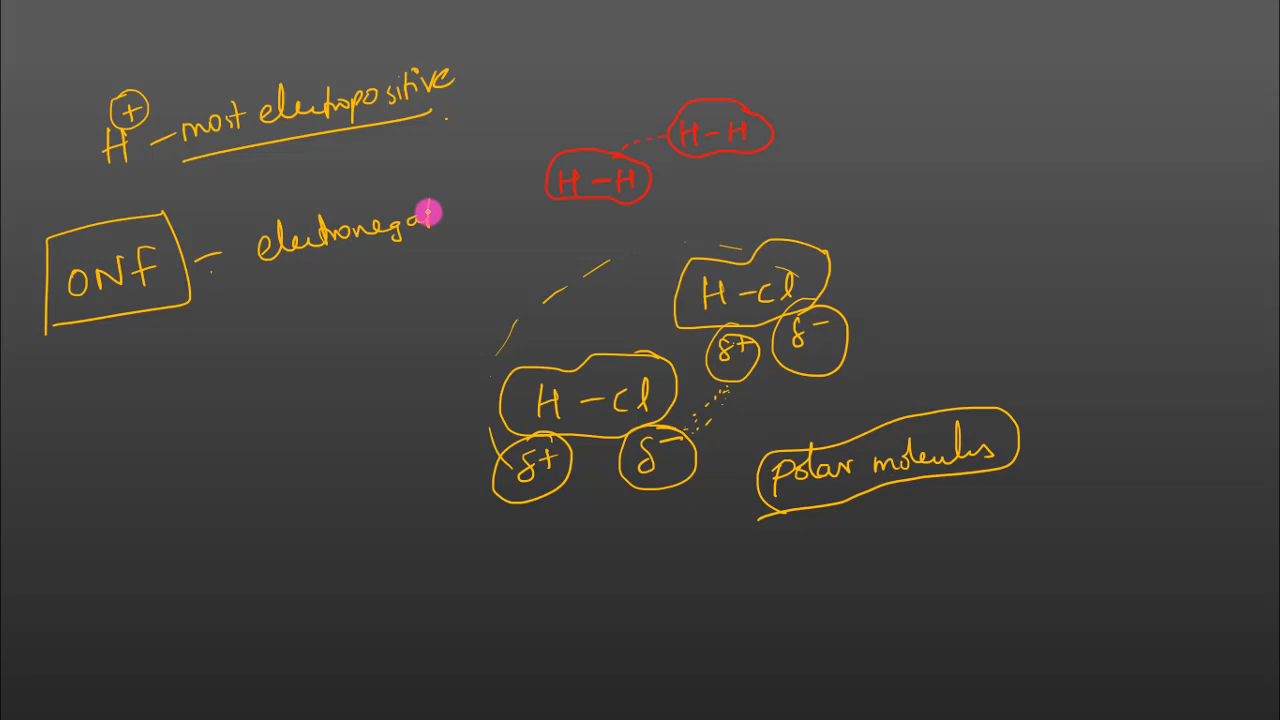 H+ – most electropositive
H – H
H – H
ONF – electronega
H – Cl
δ+ δ–
H – Cl
δ+ δ–
polar molecules